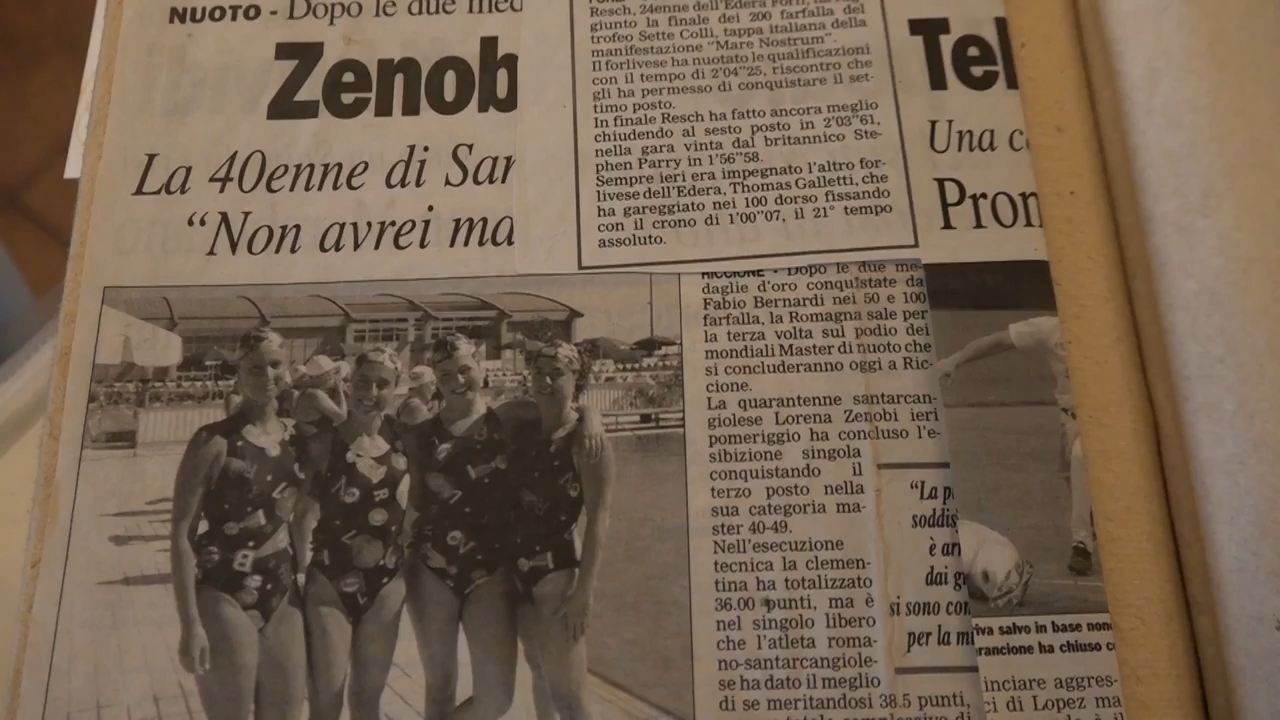 NUOTO - Dopo le due med
Zenob
La 40enne di San
“Non avrei ma
Resch, 24enne dell'Edera Forlì, ha rag-
giunto la finale dei 200 farfalla del
trofeo Sette Colli, tappa italiana della
manifestazione “Mare Nostrum”.
Il forlivese ha nuotato le qualificazioni
con il tempo di 2'04"25, riscontro che
gli ha permesso di conquistare il set-
timo posto.
In finale Resch ha fatto ancora meglio
chiudendo al sesto posto in 2'03"61,
nella gara vinta dal britannico Ste-
phen Parry in 1'56"58.
Sempre ieri era impegnato l'altro for-
livese dell'Edera, Thomas Galletti, che
ha gareggiato nei 100 dorso fissando
con il crono di 1'00"07, il 21° tempo
assoluto.
Tel
Una c
Pron
RICCIONE - Dopo le due me-
daglie d'oro conquistate da
Fabio Bernardi nei 50 e 100
farfalla, la Romagna sale per
la terza volta sul podio dei
mondiali Master di nuoto che
si concluderanno oggi a Ric-
cione.
La quarantenne santarcan-
giolese Lorena Zenobi ieri
pomeriggio ha concluso l'e-
sibizione singola
conquistando il
terzo posto nella
sua categoria ma-
ster 40-49.
Nell'esecuzione
tecnica la clemen-
tina ha totalizzato
36.00 punti, ma è
nel singolo libero
che l'atleta roma-
no-santarcangiole-
se ha dato il meglio
di se meritandosi 38.5 punti,
“La p
soddis
è arr
dai gr
si sono con
per la mi
riva salvo in base non
rancione ha chiuso c
inciare aggres-
ci di Lopez ma